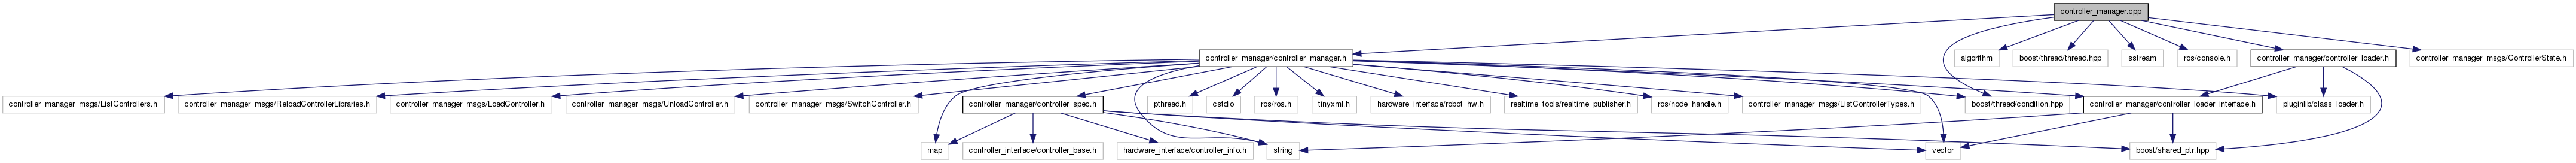 controller_manager.cpp
controller_manager/controller_manager.h
algorithm
boost/thread/thread.hpp
sstream
ros/console.h
controller_manager/controller_loader.h
controller_manager_msgs/ControllerState.h
controller_manager_msgs/ListControllers.h
controller_manager_msgs/ReloadControllerLibraries.h
controller_manager_msgs/LoadController.h
controller_manager_msgs/UnloadController.h
controller_manager_msgs/SwitchController.h
controller_manager/controller_spec.h
pthread.h
cstdio
ros/ros.h
tinyxml.h
hardware_interface/robot_hw.h
realtime_tools/realtime_publisher.h
ros/node_handle.h
controller_manager_msgs/ListControllerTypes.h
boost/thread/condition.hpp
controller_manager/controller_loader_interface.h
pluginlib/class_loader.h
map
controller_interface/controller_base.h
hardware_interface/controller_info.h
string
vector
boost/shared_ptr.hpp